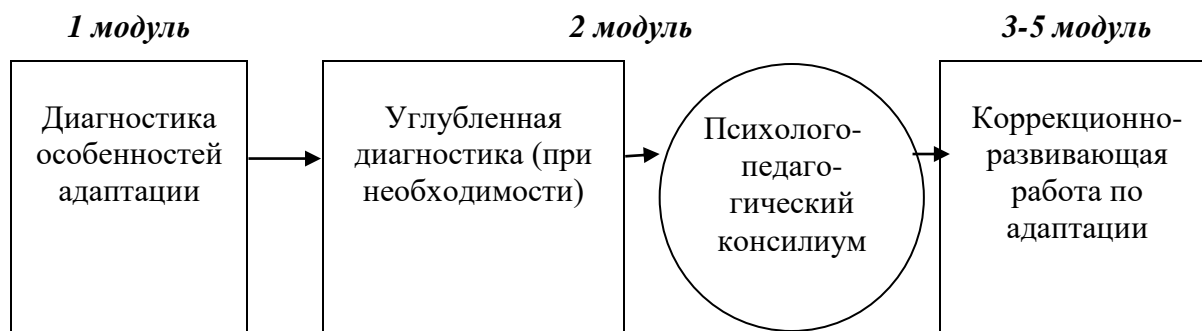 1 модуль
2 модуль
3-5 модуль
Диагностика
особенностей
адаптации
Углубленная
диагностика (при
необходимости)
Психолого-
педаго-
гический
консилиум
Коррекционно-
развивающая
работа по
адаптации